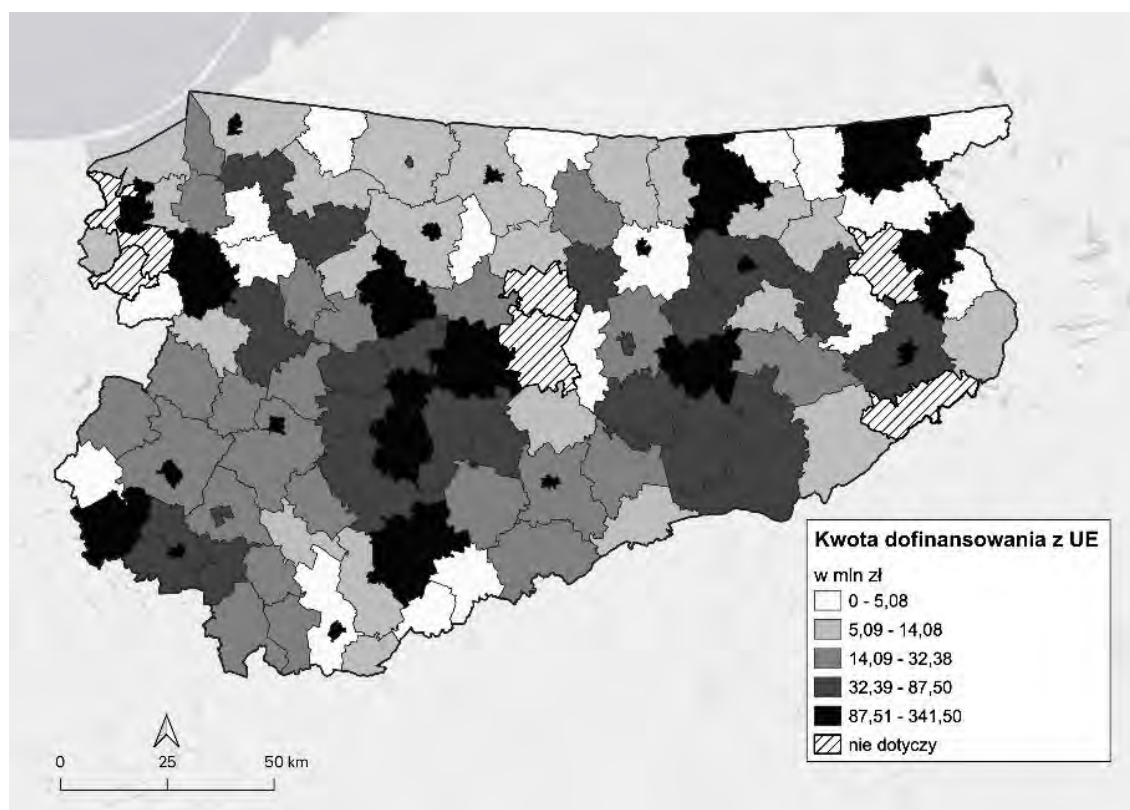 Kwota dofinansowania z UE
w mln zł
0 - 5,08
5,09 - 14,08
14,09 - 32,38
32,39 - 87,50
87,51 - 341,50
nie dotyczy
0 25 50 km